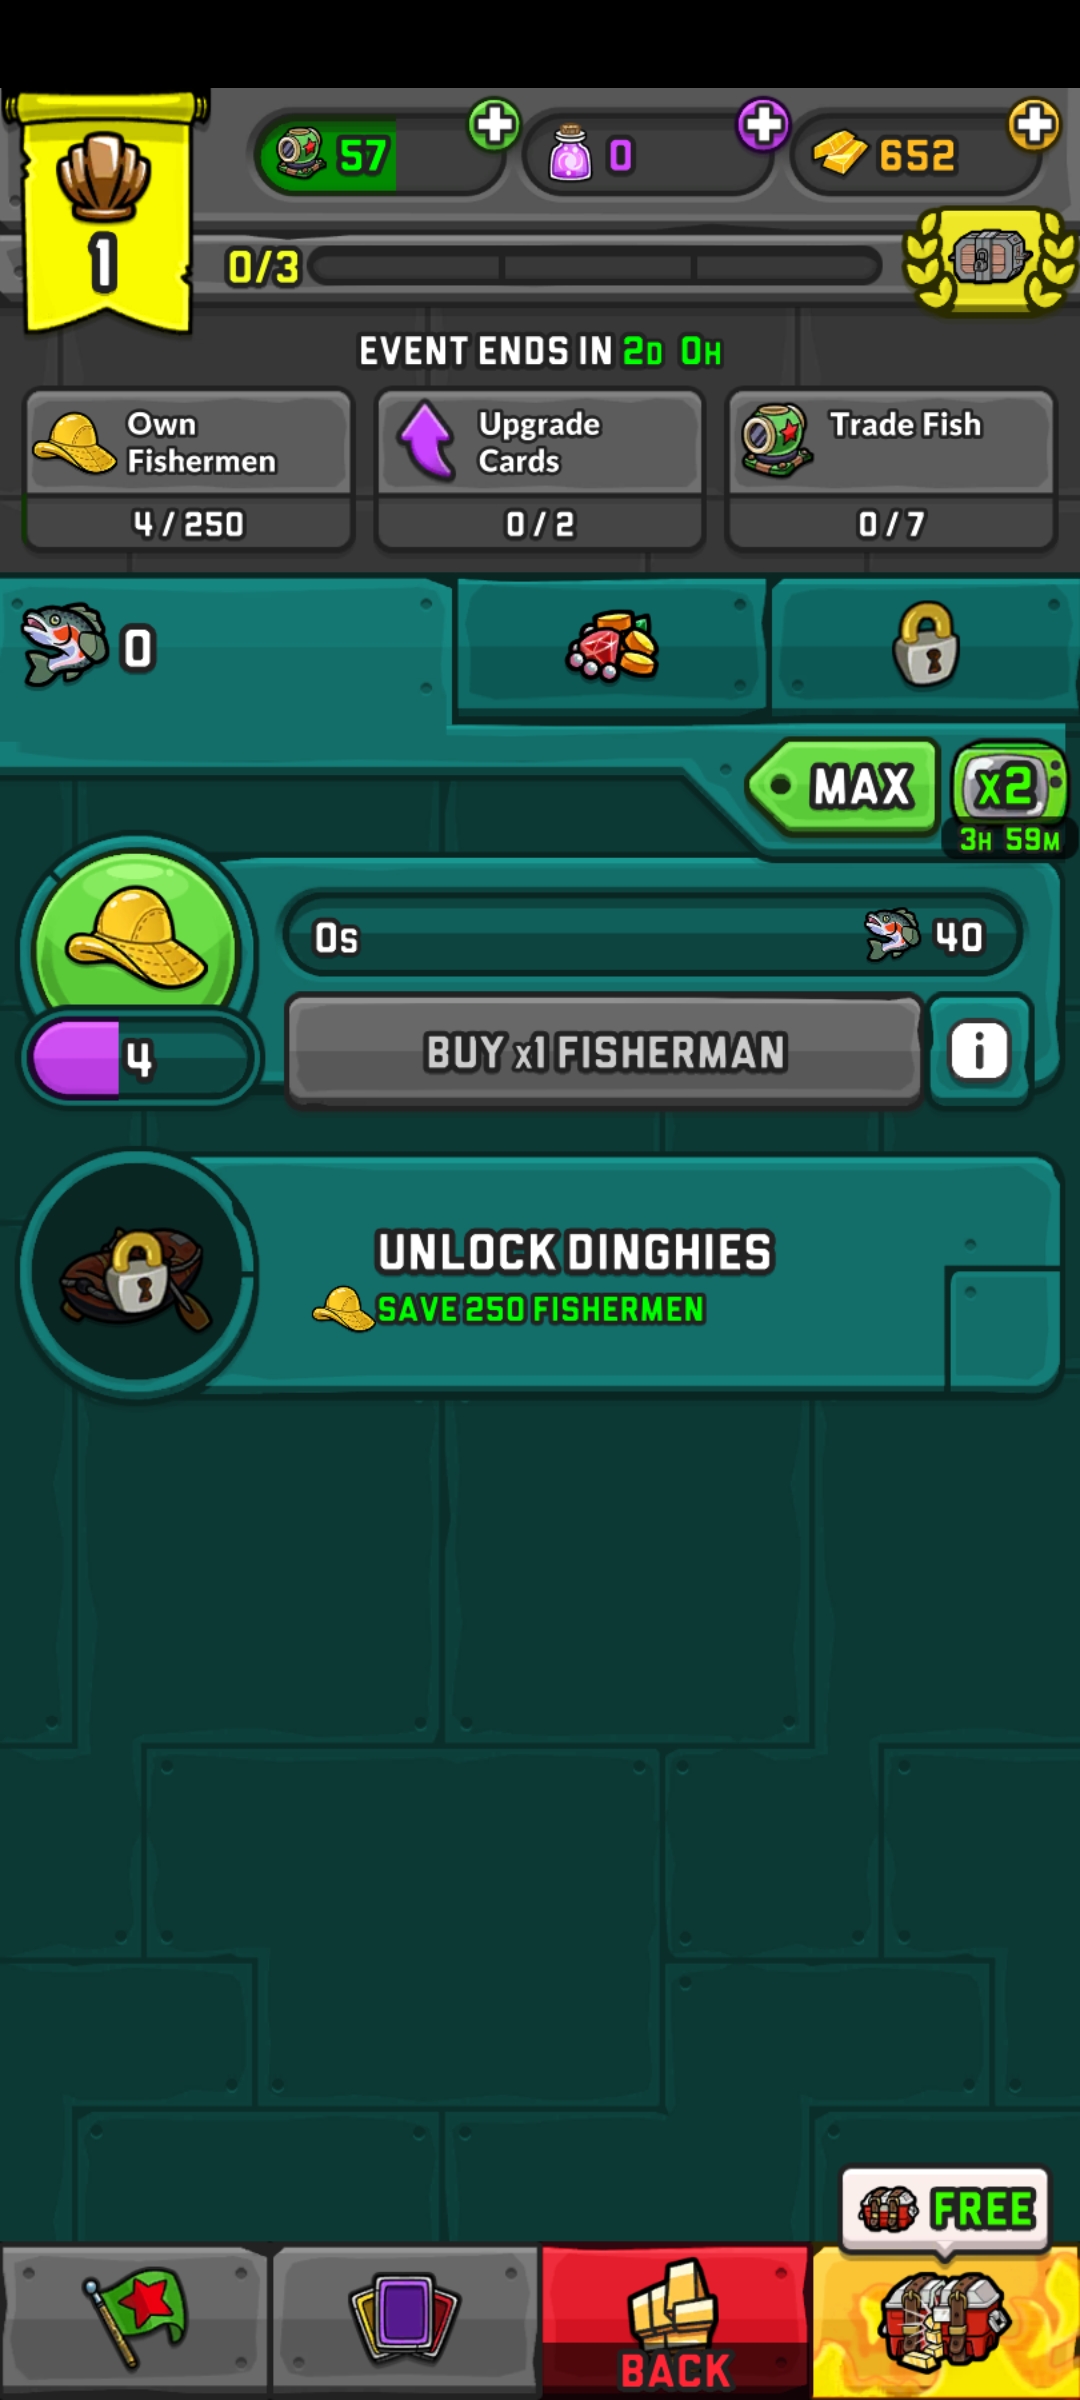 57
0
652
1
0/3
EVENT ENDS IN 2D 0H
Own
Fishermen
4 / 250
Upgrade
Cards
0 / 2
Trade Fish
0 / 7
0
MAX
x2
3H 59M
0s
40
4
BUY x1 FISHERMAN
i
UNLOCK DINGHIES
SAVE 250 FISHERMEN
FREE
BACK